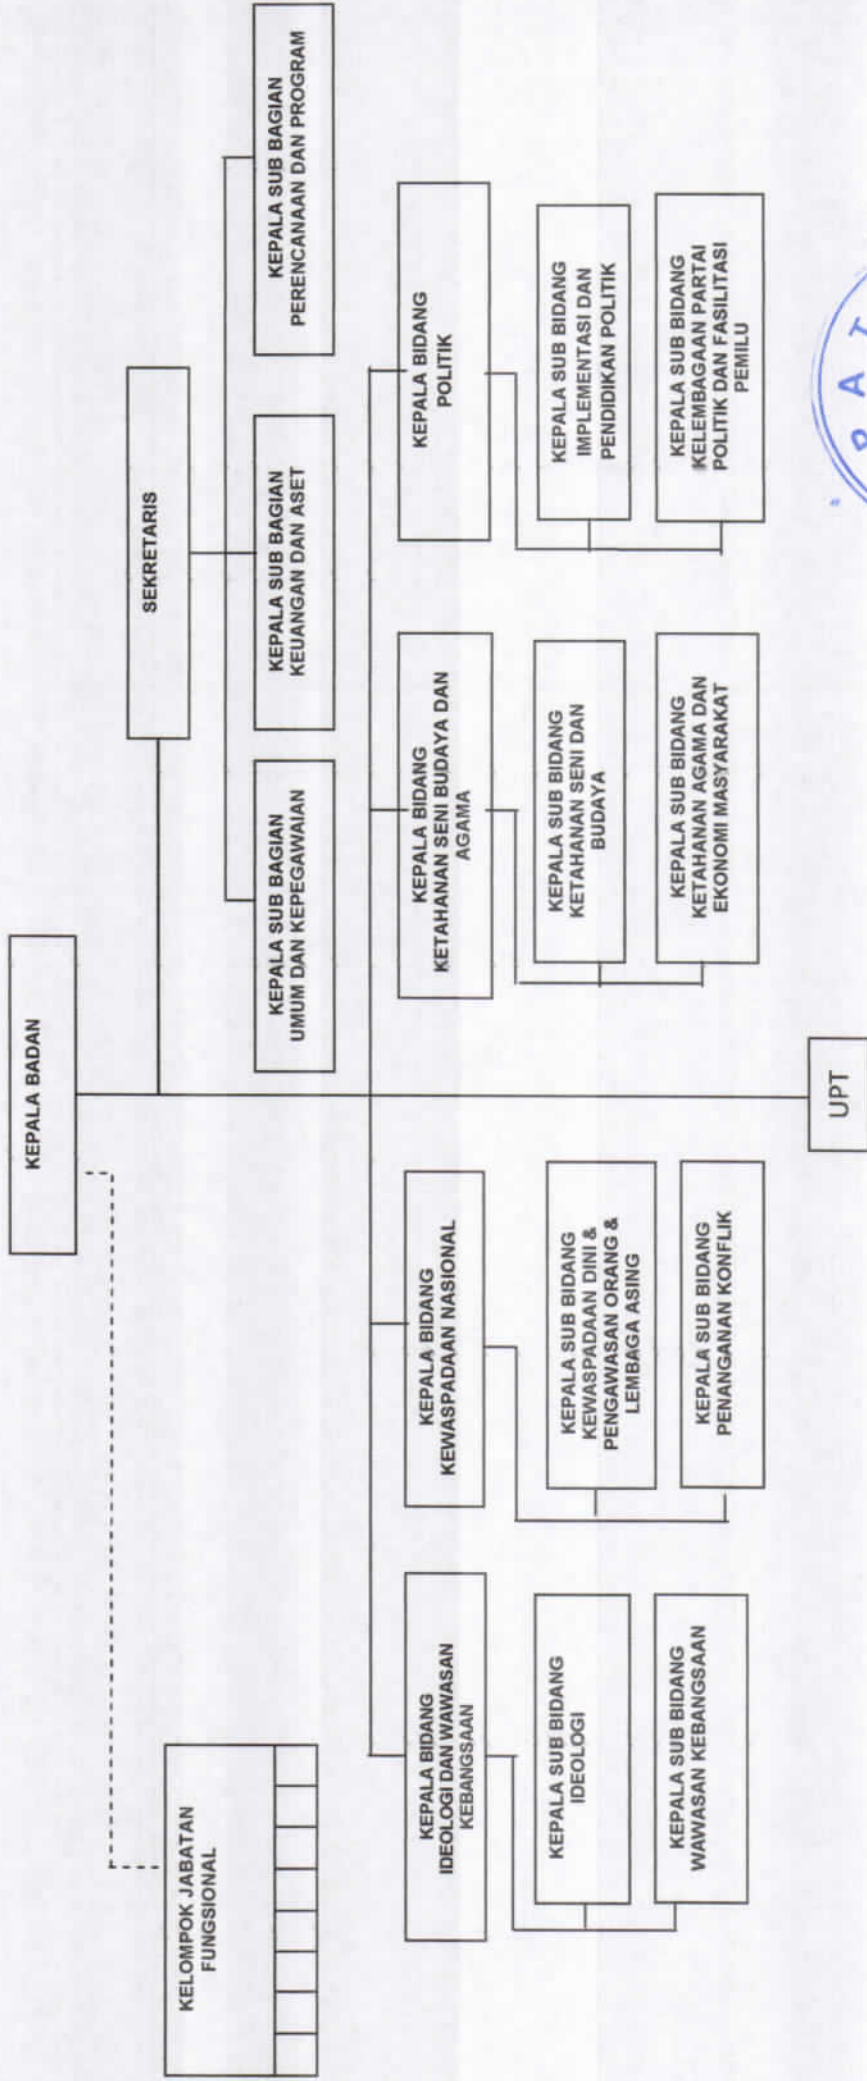 KEPALA BADAN
SEKRETARIS
KELOMPOK JABATAN
FUNGSIONAL
KEPALA SUB BAGIAN
UMUM DAN KEPEGAWAIAN
KEPALA SUB BAGIAN
KEUANGAN DAN ASET
KEPALA SUB BAGIAN
PERENCANAAN DAN PROGRAM
KEPALA BIDANG
IDEOLOGI DAN WAWASAN
KEBANGSAAN
KEPALA BIDANG
KEWASPADAAN NASIONAL
KEPALA BIDANG
KETAHANAN SENI BUDAYA DAN
AGAMA
KEPALA BIDANG
POLITIK
KEPALA SUB BIDANG
IDEOLOGI
KEPALA SUB BIDANG
KEWASPADAAN DINI &
PENGAWASAN ORANG &
LEMBAGA ASING
KEPALA SUB BIDANG
KETAHANAN SENI DAN
BUDAYA
KEPALA SUB BIDANG
IMPLEMENTASI DAN
PENDIDIKAN POLITIK
KEPALA SUB BIDANG
WAWASAN KEBANGSAAN
KEPALA SUB BIDANG
PENANGANAN KONFLIK
KEPALA SUB BIDANG
KETAHANAN AGAMA DAN
EKONOMI MASYARAKAT
KEPALA SUB BIDANG
KELEMBAGAAN PARTAI
POLITIK DAN FASILITASI
PEMILU
UPT